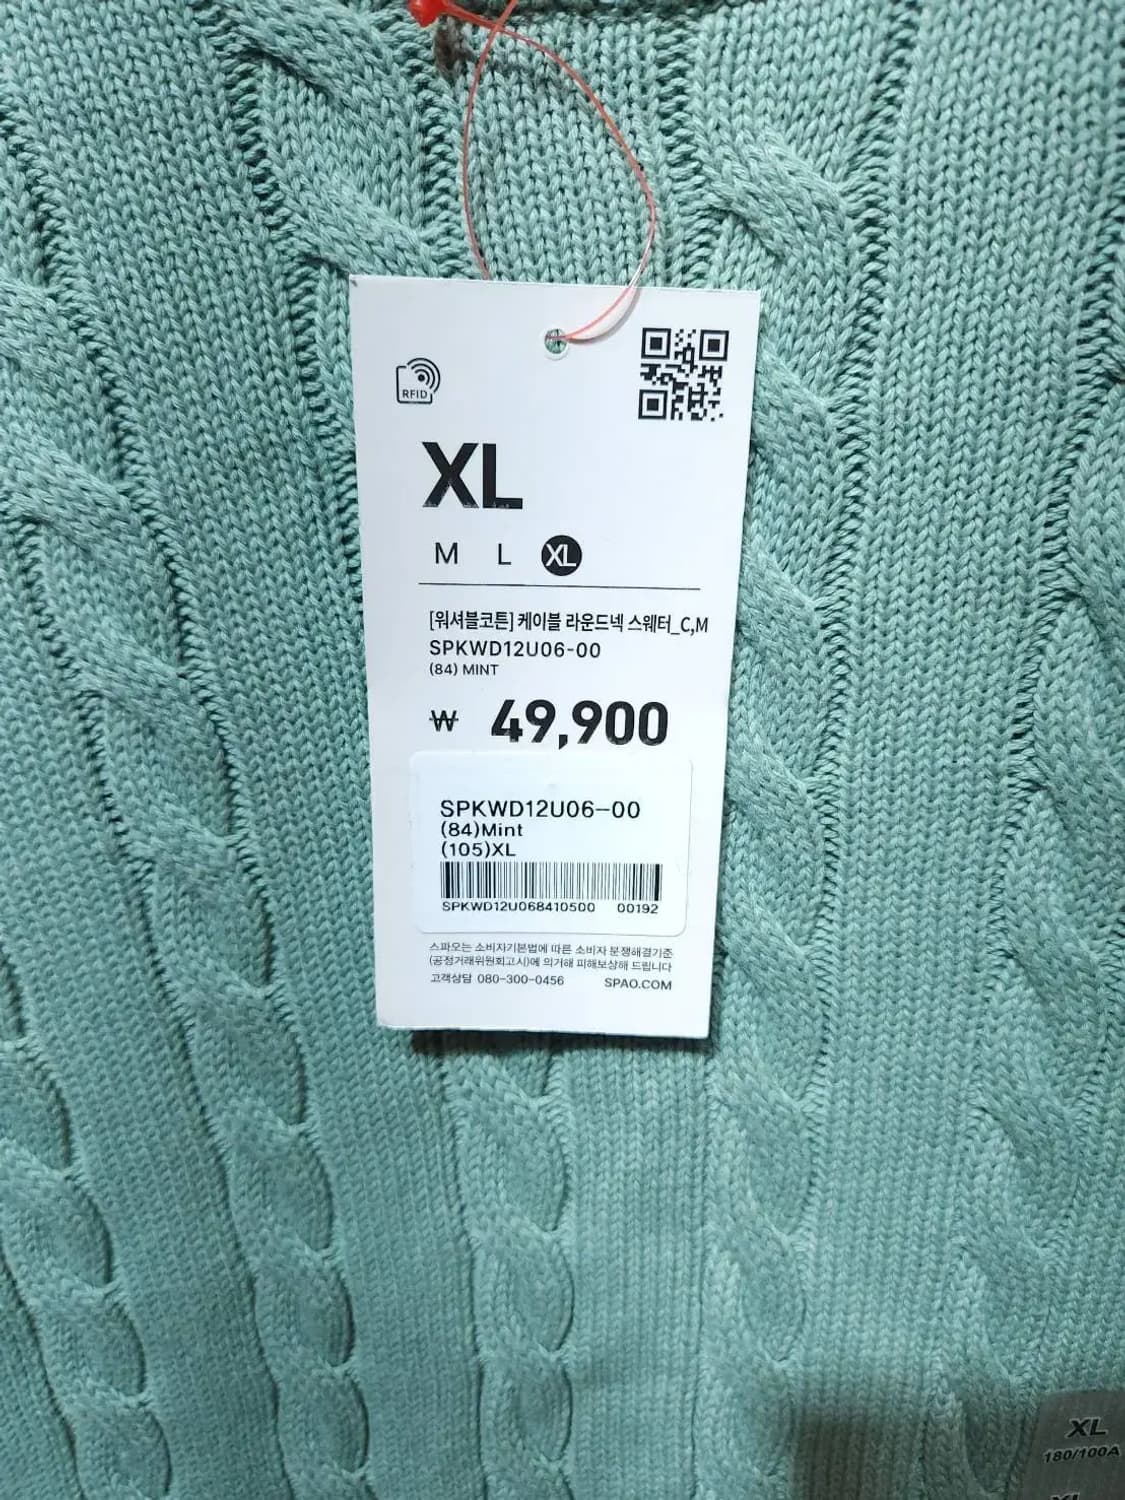 RFID
XL
M L XL
[워셔블코튼] 케이블 라운드넥 스웨터_C,M
SPKWD12U06-00
(84) MINT
₩ 49,900
SPKWD12U06-00
(84)Mint
(105)XL
SPKWD12U068410500 00192
스파오는 소비자기본법에 따른 소비자 분쟁해결기준
(공정거래위원회고시)에 의거해 피해보상해 드립니다
고객상담 080-300-0456 SPAO.COM
XL
180/100A
XL